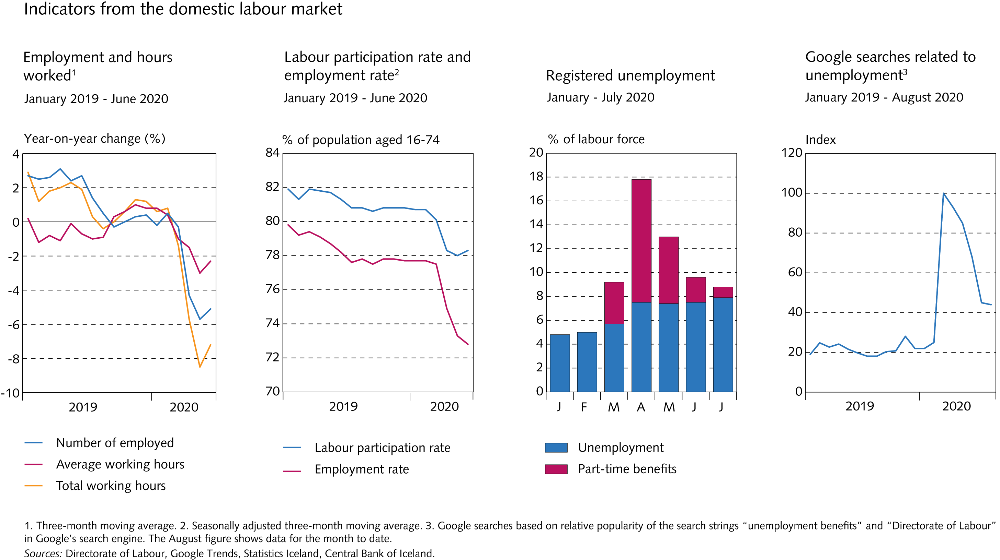 Indicators from the domestic labour market
Employment and hours
worked¹
January 2019 - June 2020
Year-on-year change (%)
4
2
0
-2
-4
-6
-8
-10
2019 2020
Number of employed
Average working hours
Total working hours
Labour participation rate and
employment rate²
January 2019 - June 2020
% of population aged 16-74
84
82
80
78
76
74
72
70
2019 2020
Labour participation rate
Employment rate
Registered unemployment
January - July 2020
% of labour force
20
18
16
14
12
10
8
6
4
2
0
J F M A M J J
Unemployment
Part-time benefits
Google searches related to
unemployment³
January 2019 - August 2020
Index
120
100
80
60
40
20
0
2019 2020
1. Three-month moving average. 2. Seasonally adjusted three-month moving average. 3. Google searches based on relative popularity of the search strings “unemployment benefits” and “Directorate of Labour”
in Google’s search engine. The August figure shows data for the month to date.
Sources: Directorate of Labour, Google Trends, Statistics Iceland, Central Bank of Iceland.